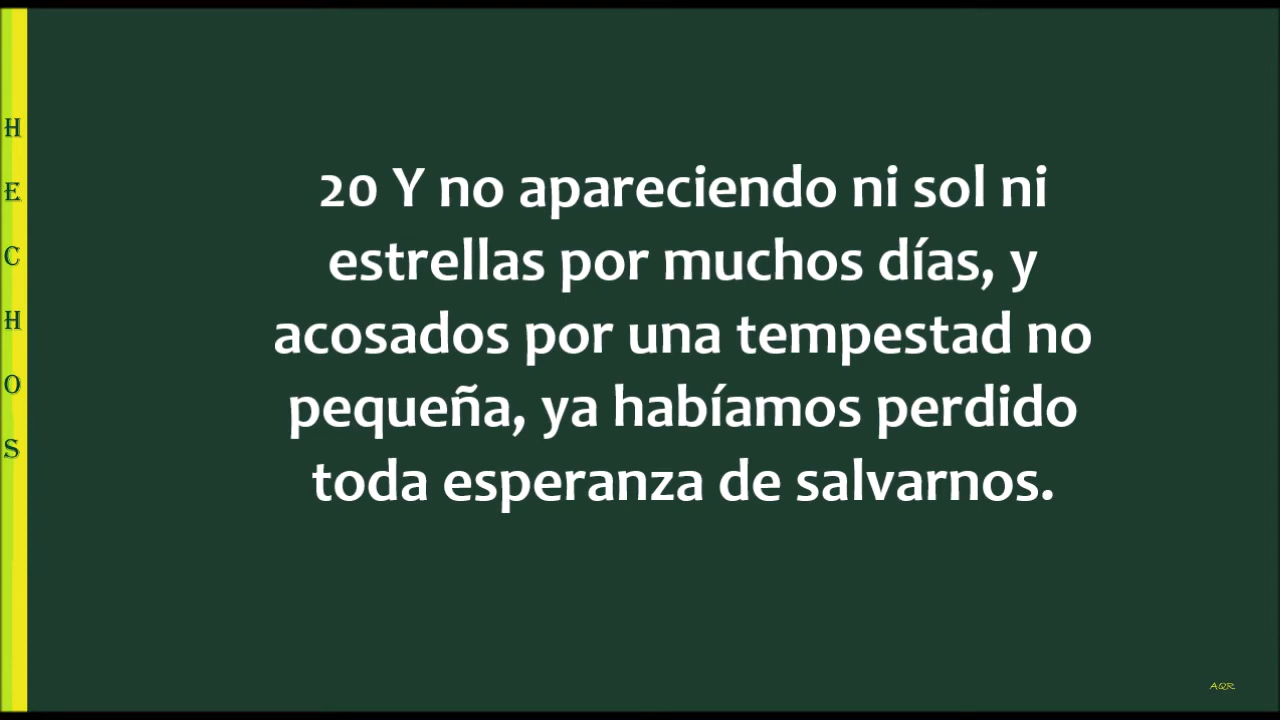 H
E
C
H
O
S
20 Y no apareciendo ni sol ni
estrellas por muchos días, y
acosados por una tempestad no
pequeña, ya habíamos perdido
toda esperanza de salvarnos.
AQR